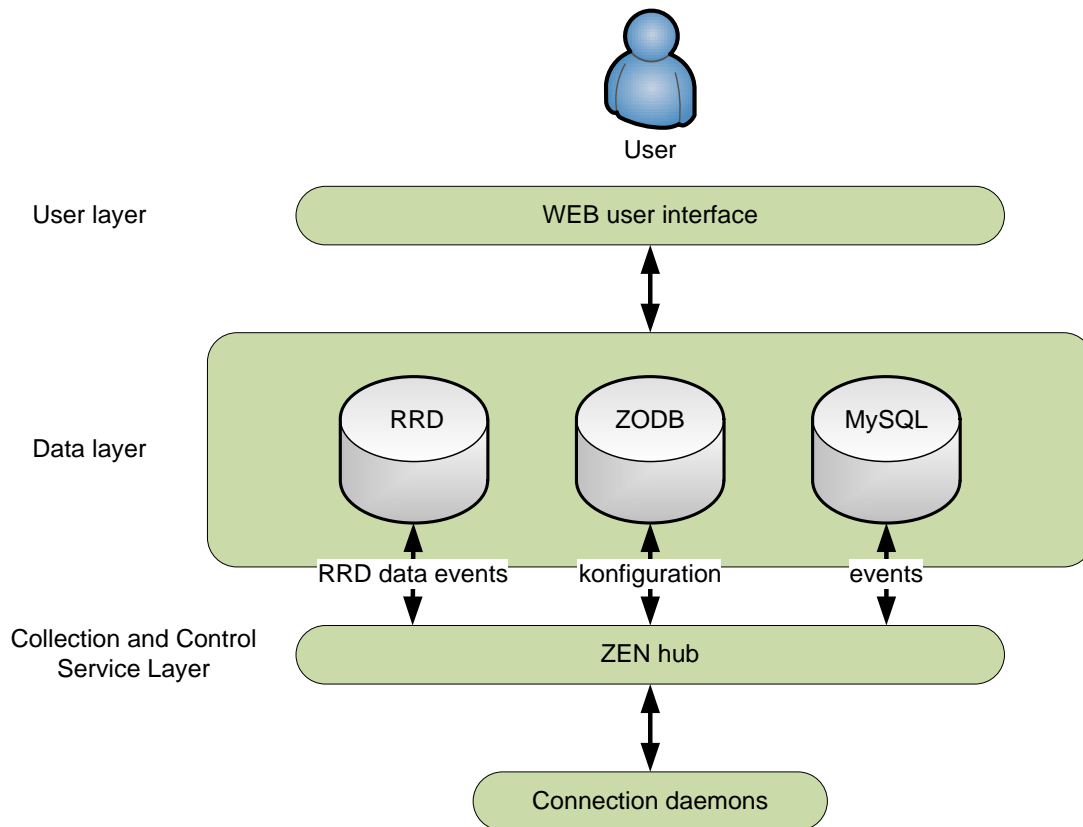 User
User layer
WEB user interface
RRD
ZODB
MySQL
Data layer
RRD data events
konfiguration
events
Collection and Control
Service Layer
ZEN hub
Connection daemons